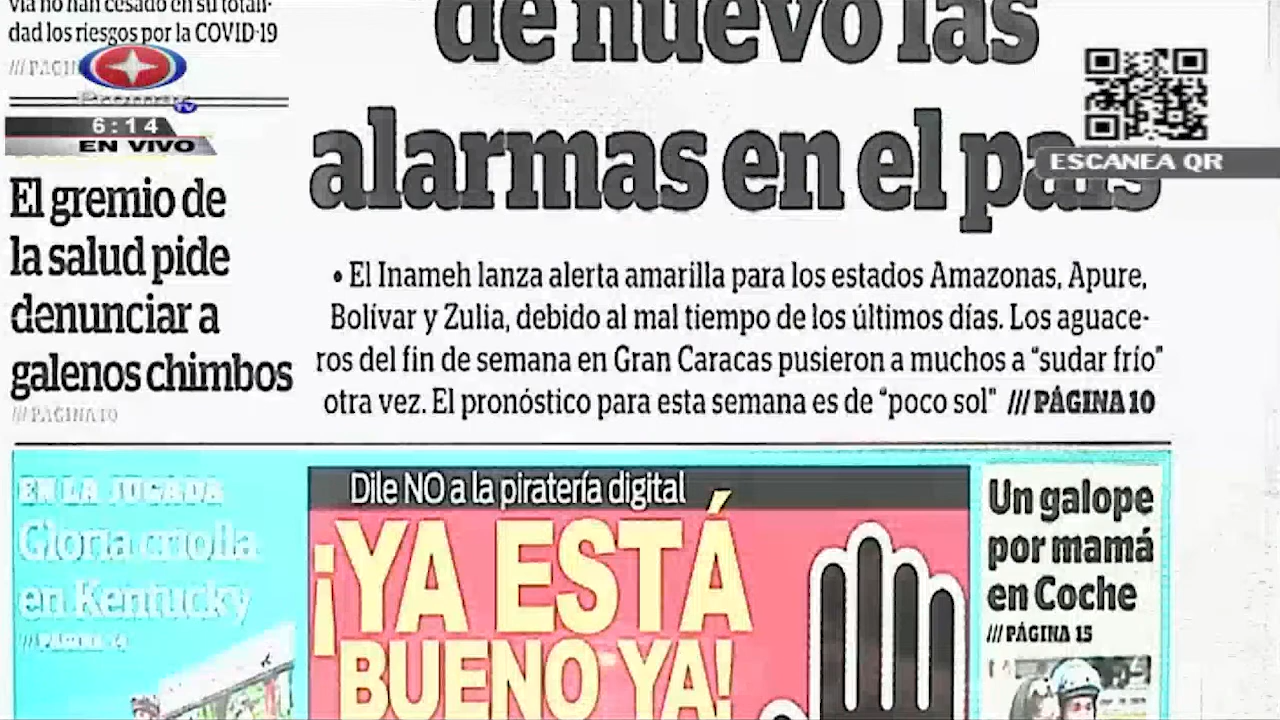 vía no han cesado en su totali-
dad los riesgos por la COVID-19
TV
6:14
EN VIVO
El gremio de
la salud pide
denunciar a
galenos chimbos
/// PÁGINA 10
de nuevo las
alarmas en el país
ESCANEA QR
• El Inameh lanza alerta amarilla para los estados Amazonas, Apure,
Bolívar y Zulia, debido al mal tiempo de los últimos días. Los aguace-
ros del fin de semana en Gran Caracas pusieron a muchos a “sudar frío”
otra vez. El pronóstico para esta semana es de “poco sol” /// PÁGINA 10
EN LA JUGADA
Gloria criolla
en Kentucky
Dile NO a la piratería digital
¡YA ESTÁ
BUENO YA!
Un galope
por mamá
en Coche
/// PÁGINA 15